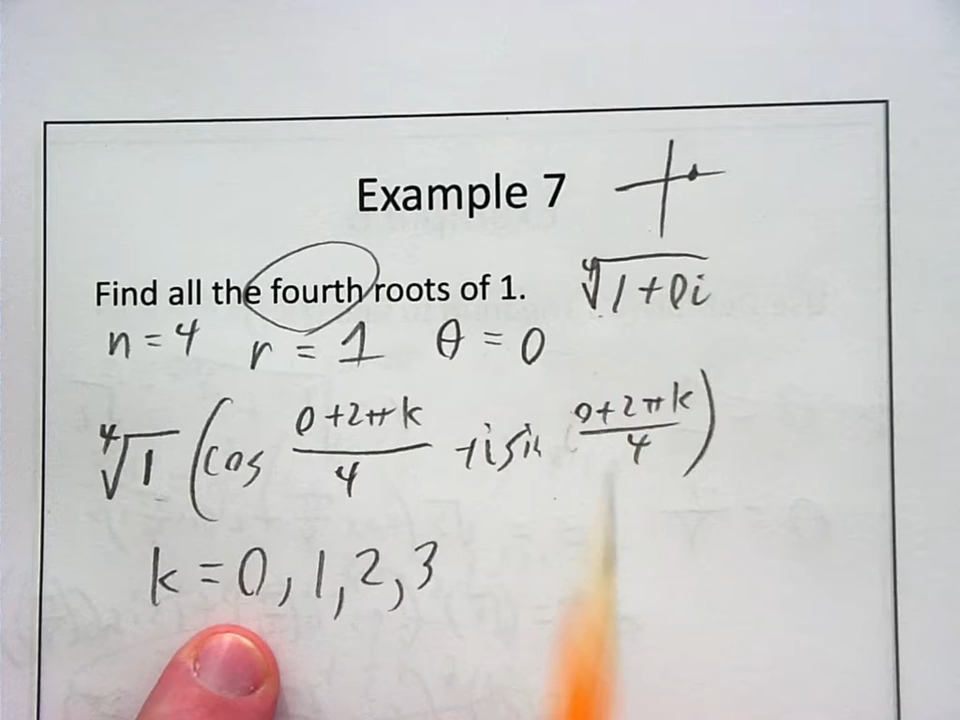 Example 7
Find all the fourth roots of 1. ∜1+0i
n=4 r=1 θ=0
∜1 (cos (0+2πk)/4 +isin (0+2πk)/4)
k=0,1,2,3